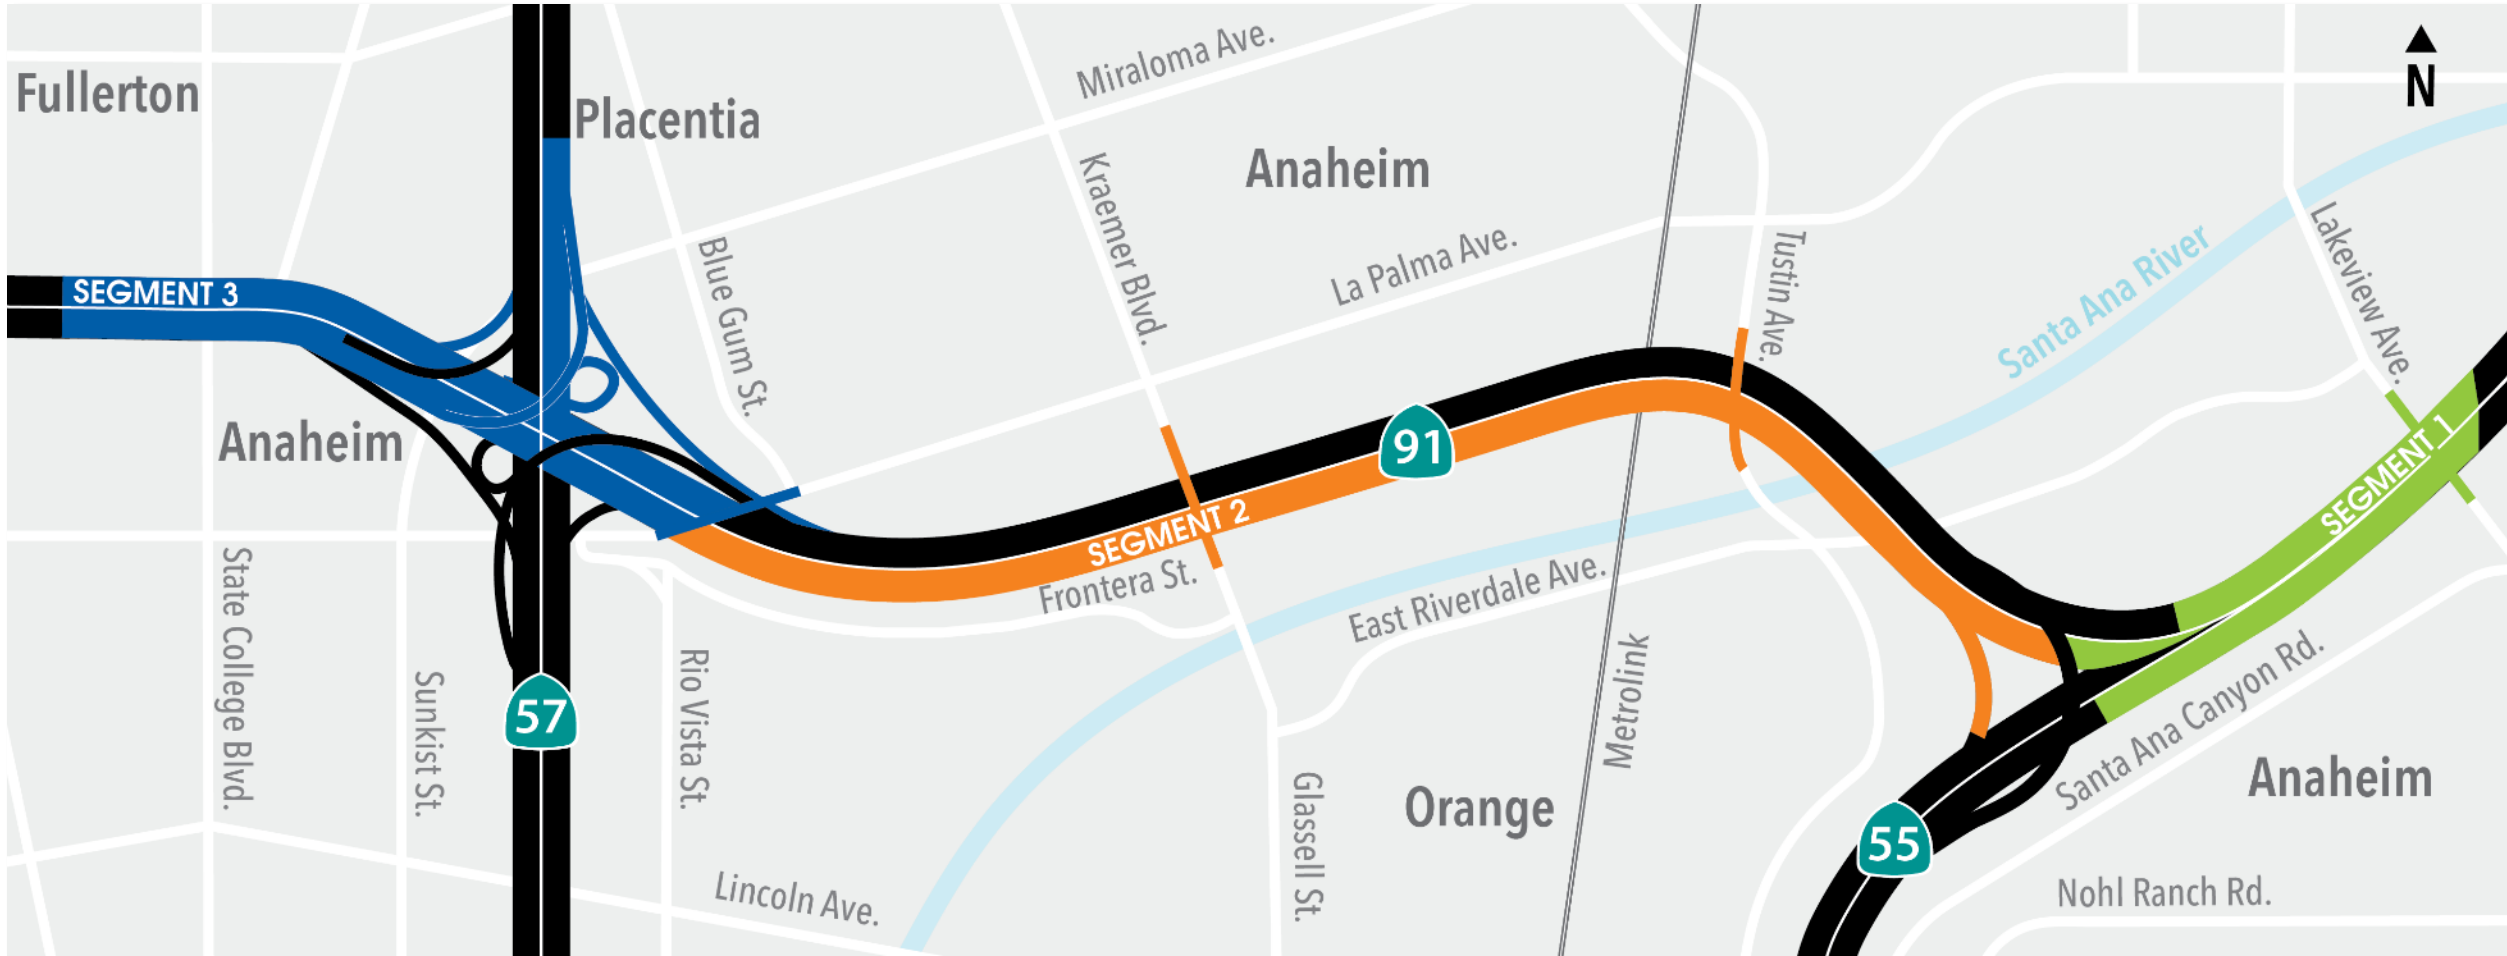 Miraloma Ave.
N
Fullerton
Placentia
Anaheim
Kraemer Blvd.
Blue Gum St.
La Palma Ave.
Tustin Ave.
Santa Ana River
Lakeview Ave.
SEGMENT 3
Anaheim
91
SEGMENT 1
SEGMENT 2
Frontera St.
East Riverdale Ave.
State College Blvd.
Sunkist St.
Rio Vista St.
57
Metrolink
Santa Ana Canyon Rd.
Anaheim
Glassell St.
Orange
55
Lincoln Ave.
Nohl Ranch Rd.